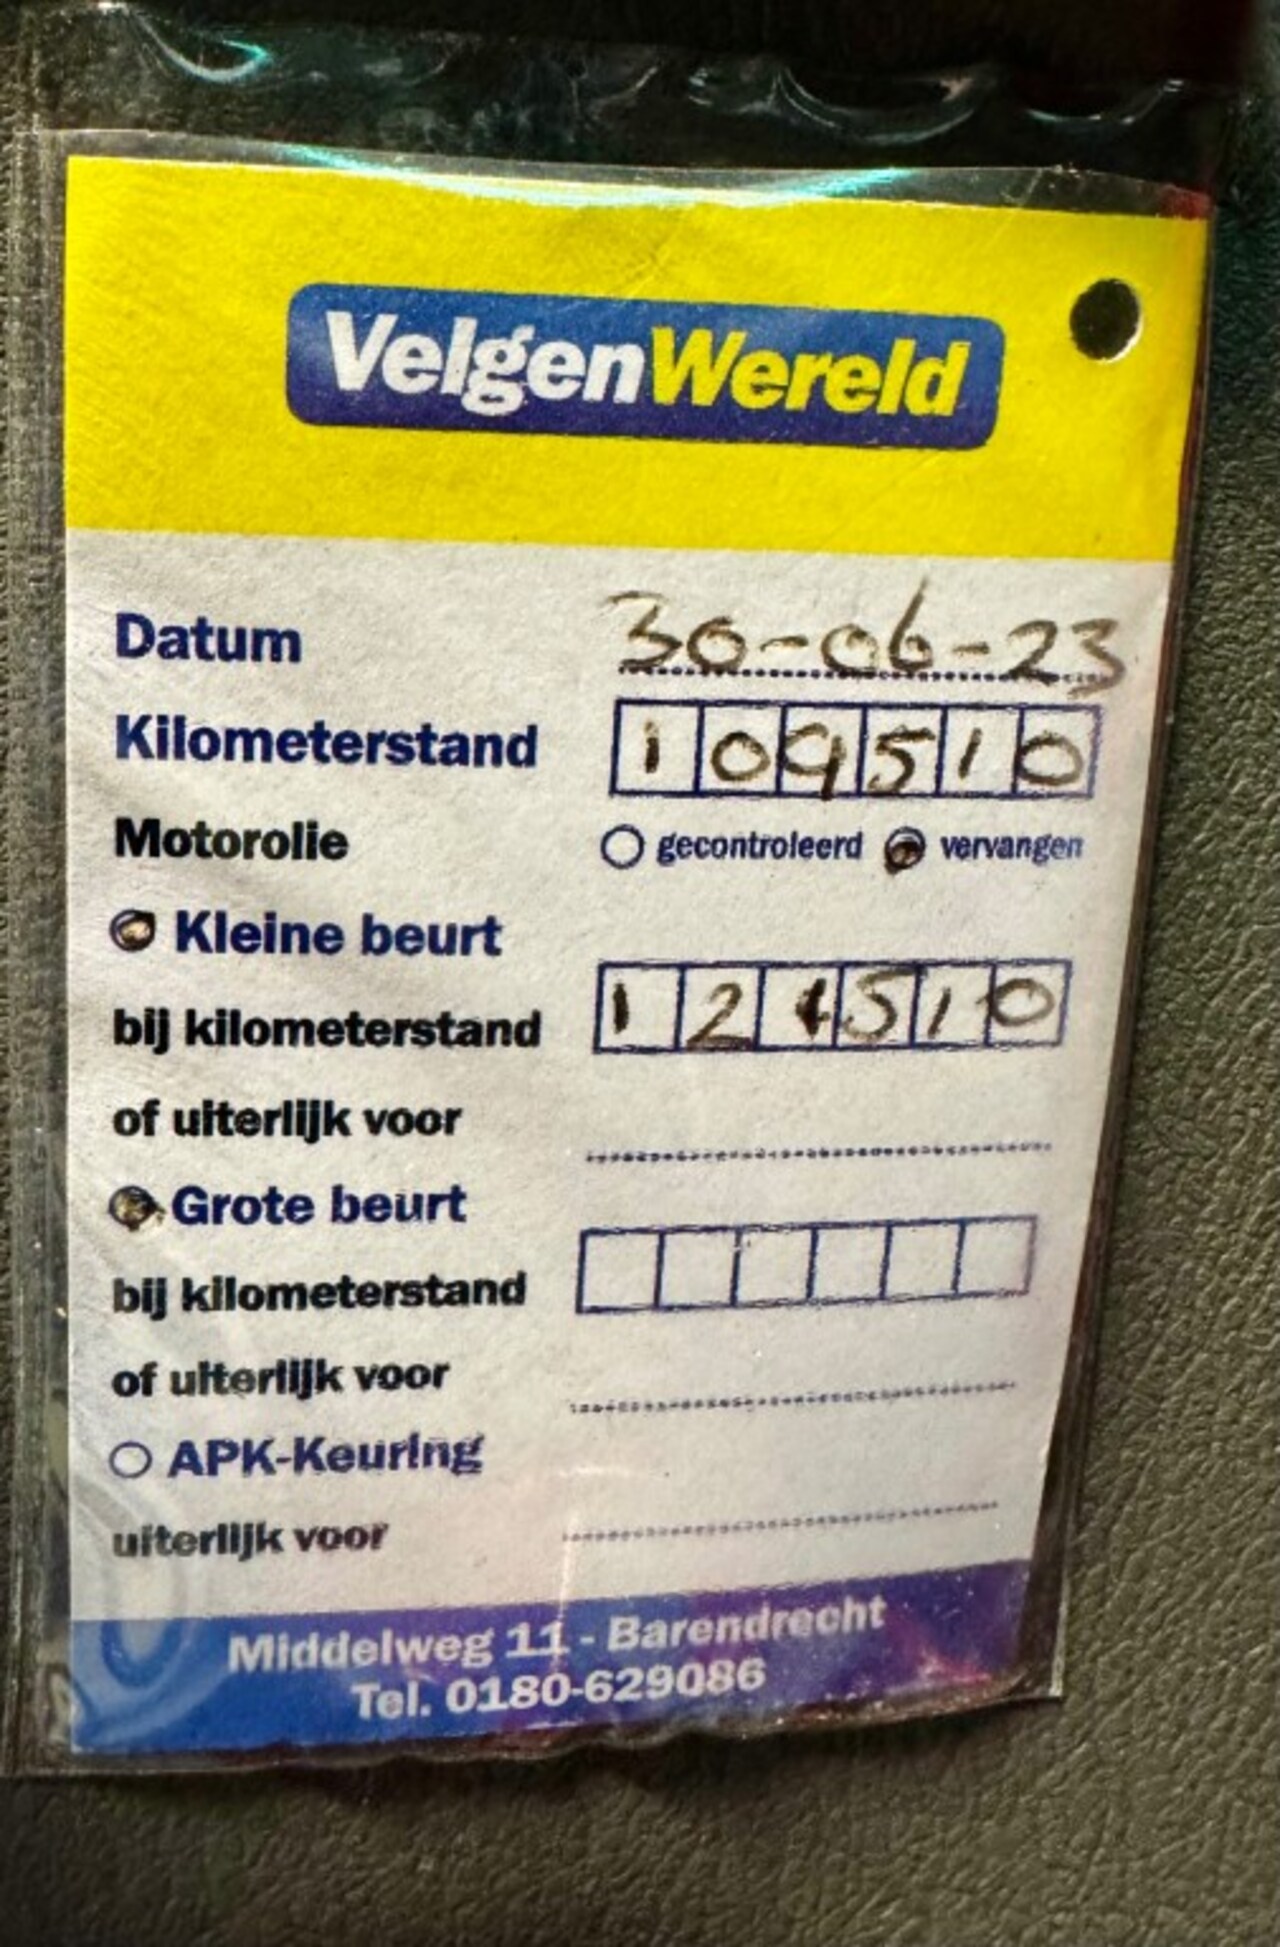 VelgenWereld
Datum 30-06-23
Kilometerstand 109510
Motorolie gecontroleerd vervangen
Kleine beurt
bij kilometerstand 124510
of uiterlijk voor
Grote beurt
bij kilometerstand
of uiterlijk voor
APK-Keuring
uiterlijk voor
Middelweg 11 - Barendrecht
Tel. 0180-629086